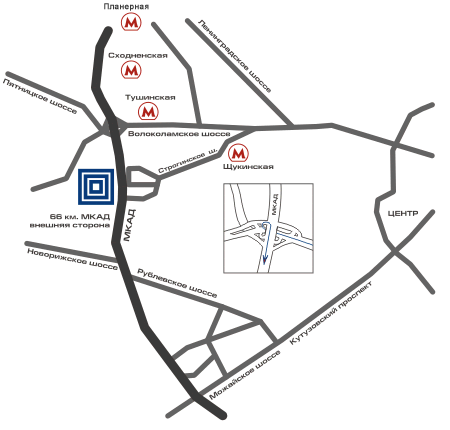 Планерная
М
Сходненская
М
Ленинградское шоссе
Пятницкое шоссе
Тушинская
М
Волоколамское шоссе
Строгинское ш.
М
Щукинская
66 км. МКАД
внешняя сторона
МКАД
МКАД
ЦЕНТР
Новорижское шоссе
Рублевское шоссе
Кутузовский проспект
Можайское шоссе